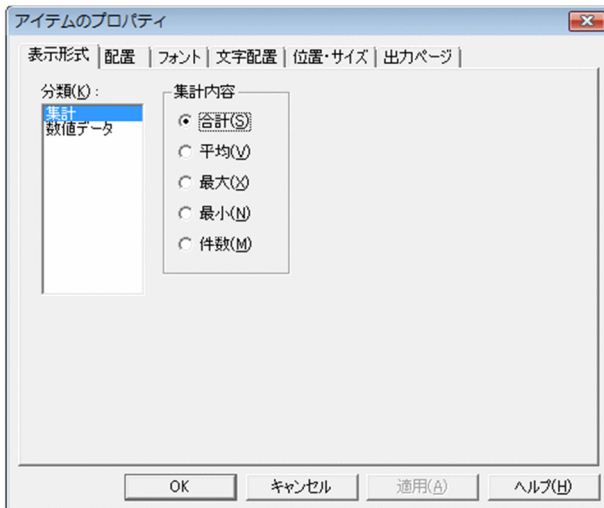 アイテムのプロパティ
表示形式 配置 フォント 文字配置 位置・サイズ 出力ページ
分類(K):
集計
数値データ
集計内容
合計(S)
平均(V)
最大(X)
最小(N)
件数(M)
OK キャンセル 適用(A) ヘルプ(H)